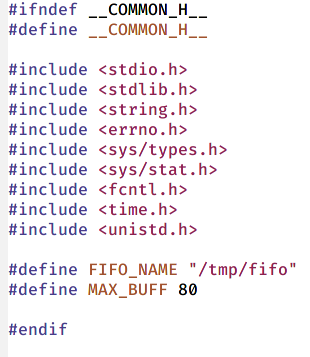 #ifndef __COMMON_H__
#define __COMMON_H__
#include <stdio.h>
#include <stdlib.h>
#include <string.h>
#include <errno.h>
#include <sys/types.h>
#include <sys/stat.h>
#include <fcntl.h>
#include <time.h>
#include <unistd.h>
#define FIFO_NAME "/tmp/fifo"
#define MAX_BUFF 80
#endif